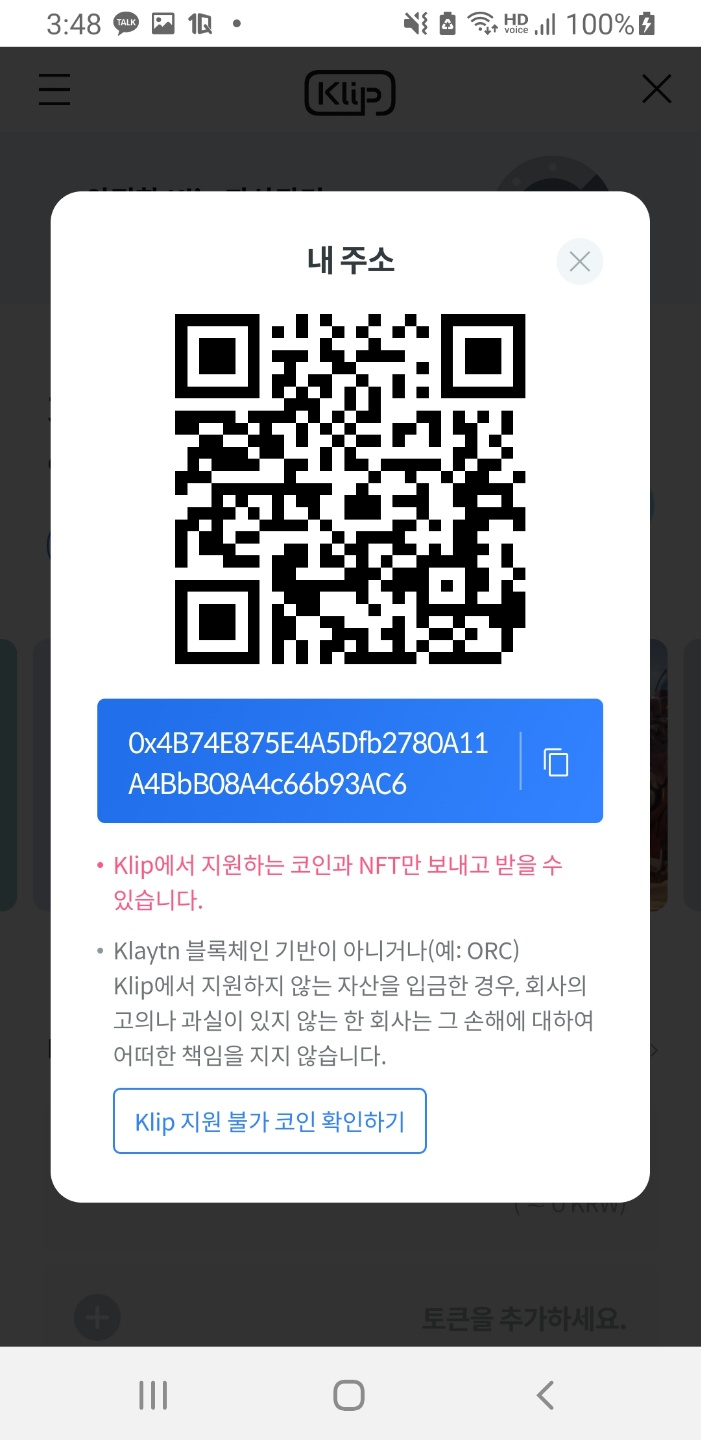 3:48 TALK 1Q HD voice 100%
Klip
내 주소
0x4B74E875E4A5Dfb2780A11
A4BbB08A4c66b93AC6
• Klip에서 지원하는 코인과 NFT만 보내고 받을 수
있습니다.
• Klaytn 블록체인 기반이 아니거나(예: ORC)
Klip에서 지원하지 않는 자산을 입금한 경우, 회사의
고의나 과실이 있지 않는 한 회사는 그 손해에 대하여
어떠한 책임을 지지 않습니다.
Klip 지원 불가 코인 확인하기
토큰을 추가하세요.